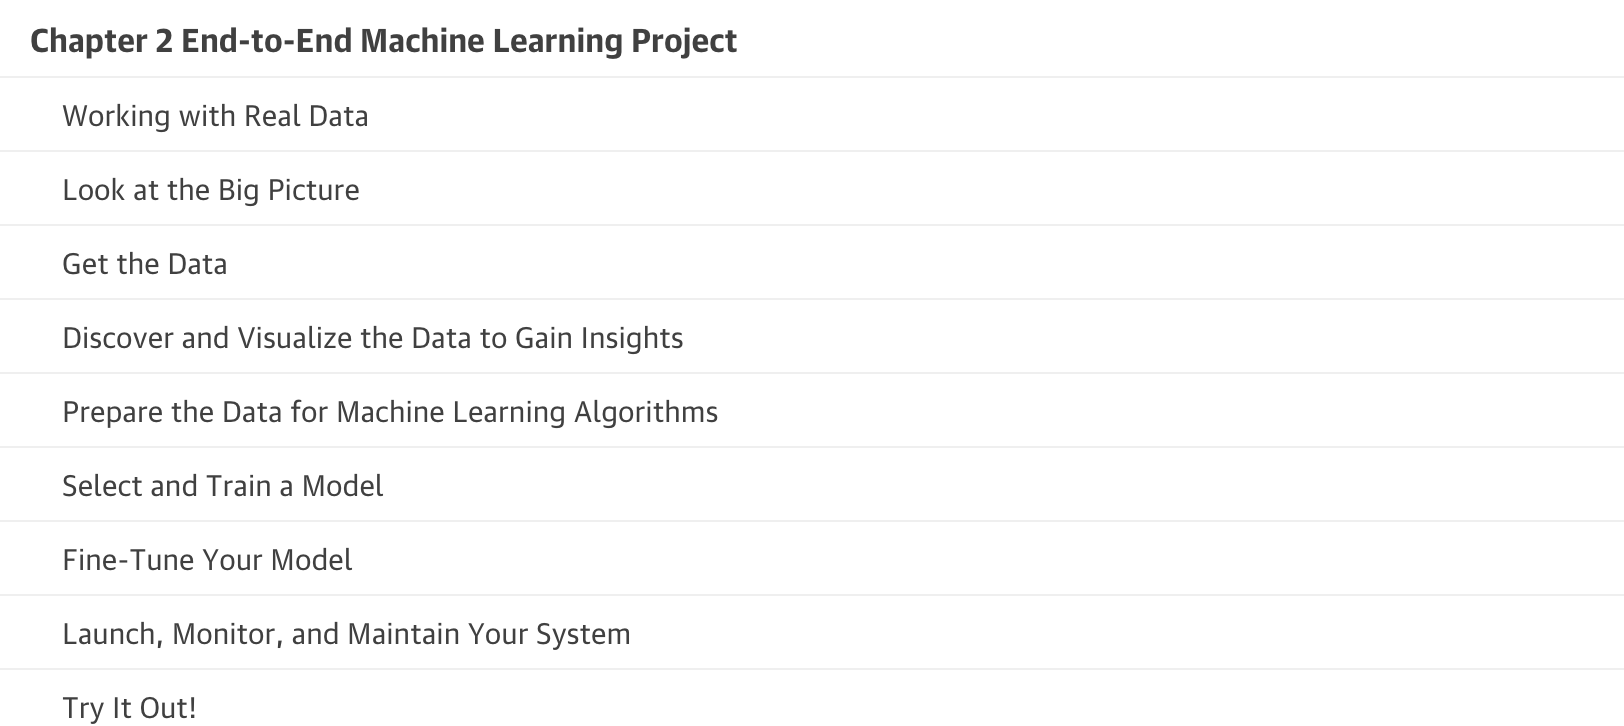 Chapter 2 End-to-End Machine Learning Project
Working with Real Data
Look at the Big Picture
Get the Data
Discover and Visualize the Data to Gain Insights
Prepare the Data for Machine Learning Algorithms
Select and Train a Model
Fine-Tune Your Model
Launch, Monitor, and Maintain Your System
Try It Out!